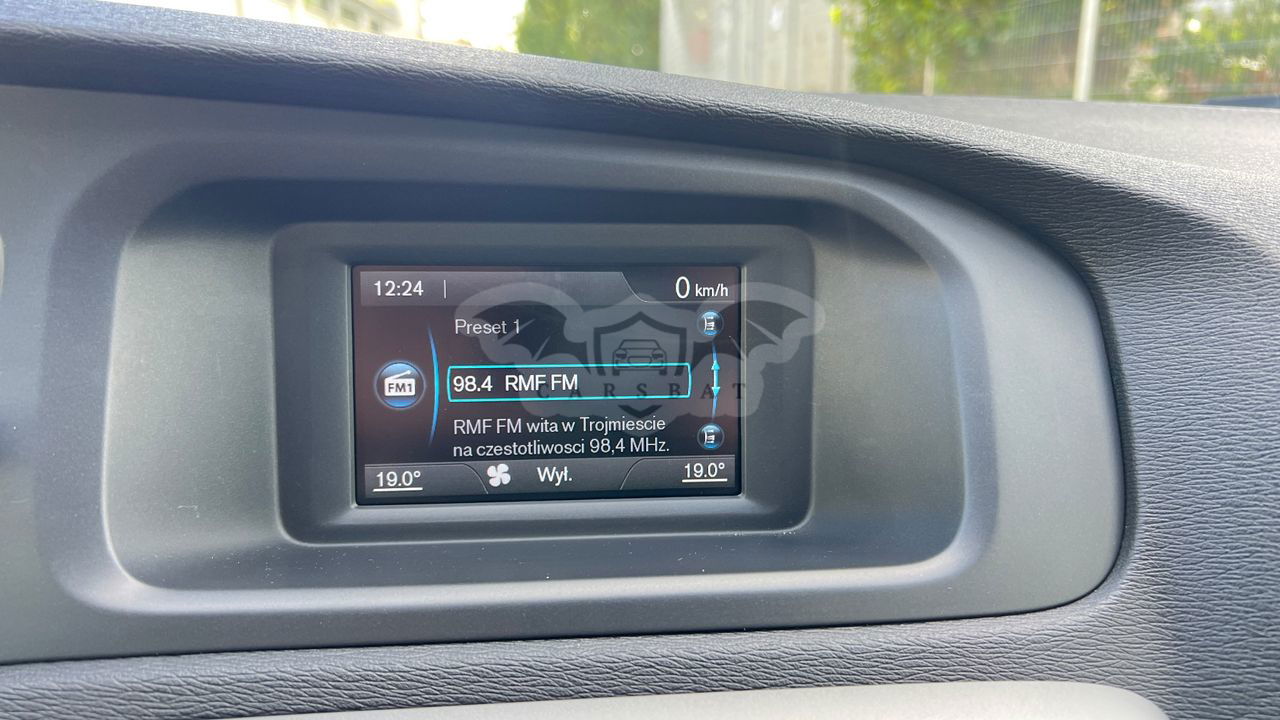 12:24
0 km/h
Preset 1
FM1
98.4 RMF FM
CARSBAT
RMF FM wita w Trojmiescie
na czestotliwosci 98,4 MHz.
19.0°
Wył.
19.0°